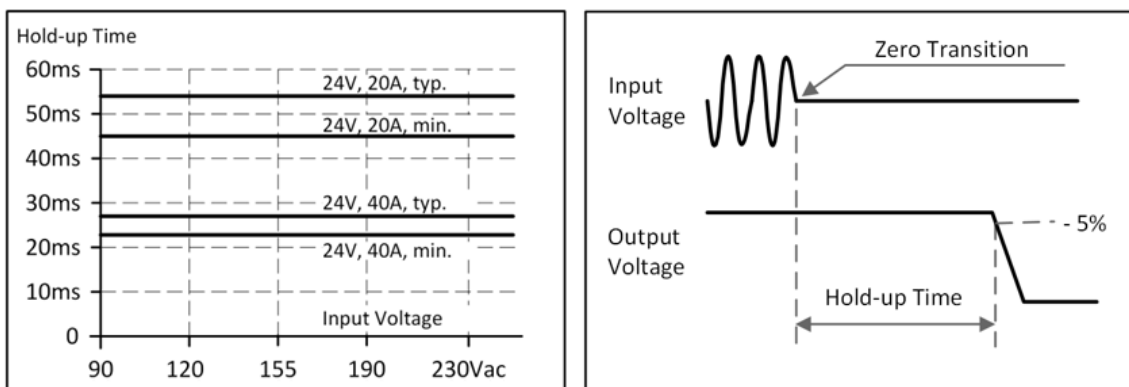 Hold-up Time
60ms
50ms
40ms
30ms
20ms
10ms
0
24V, 20A, typ.
24V, 20A, min.
24V, 40A, typ.
24V, 40A, min.
Input Voltage
90 120 155 190 230Vac
Zero Transition
Input
Voltage
Output
Voltage
- 5%
Hold-up Time